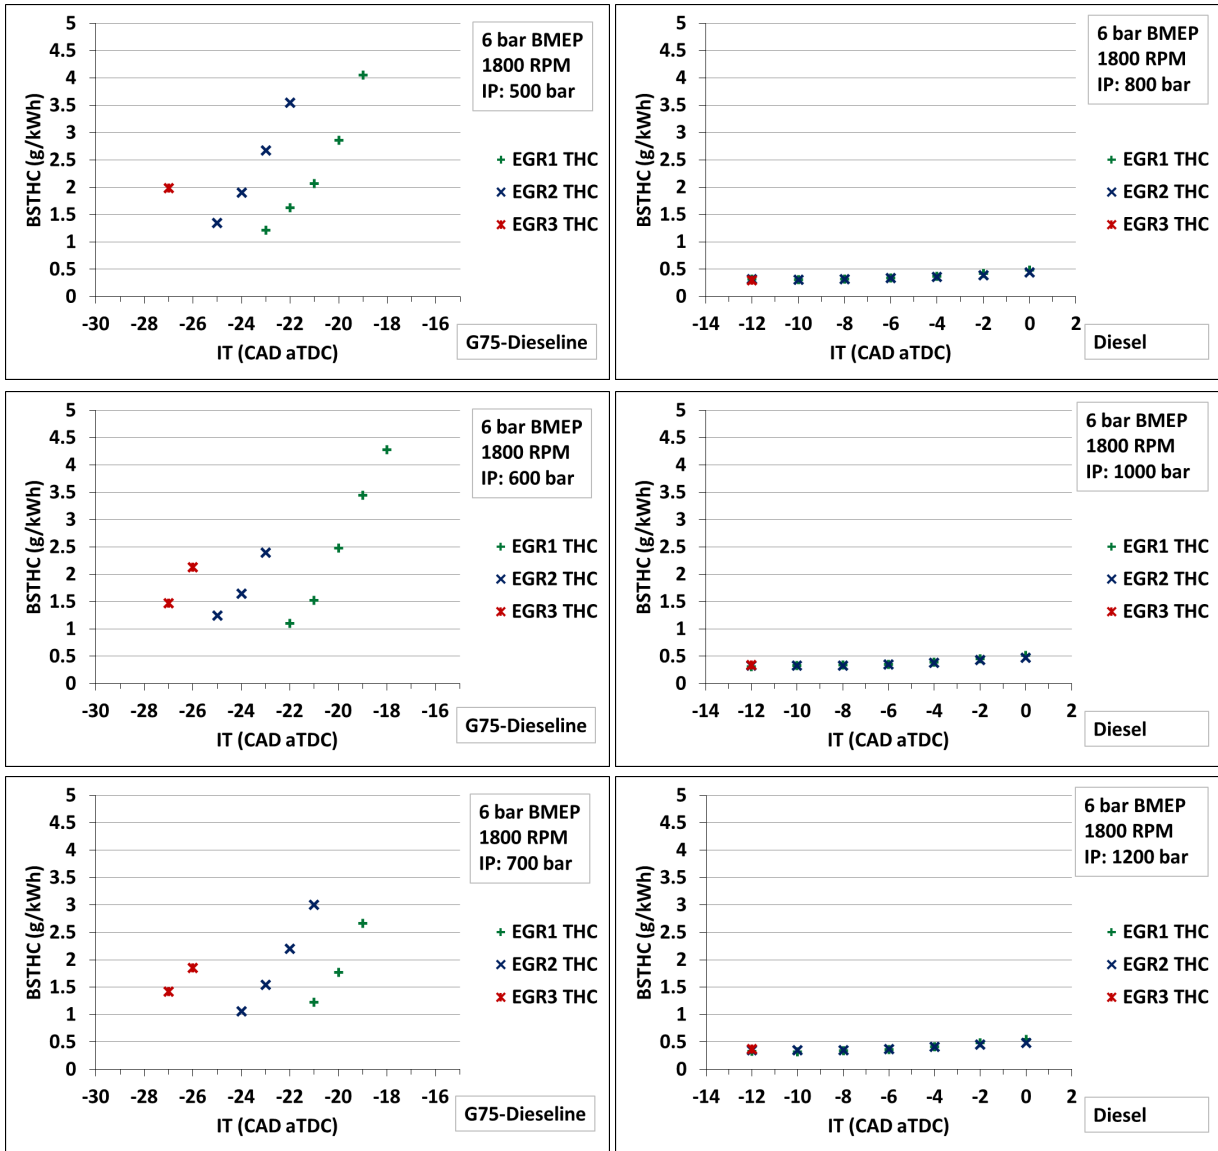 5
4.5
4
3.5
3
2.5
2
1.5
1
0.5
0
BSTHC (g/kWh)
-30 -28 -26 -24 -22 -20 -18 -16
IT (CAD aTDC)
6 bar BMEP
1800 RPM
IP: 500 bar
EGR1 THC
EGR2 THC
EGR3 THC
G75-Dieseline
5
4.5
4
3.5
3
2.5
2
1.5
1
0.5
0
BSTHC (g/kWh)
-14 -12 -10 -8 -6 -4 -2 0 2
IT (CAD aTDC)
6 bar BMEP
1800 RPM
IP: 800 bar
EGR1 THC
EGR2 THC
EGR3 THC
Diesel
5
4.5
4
3.5
3
2.5
2
1.5
1
0.5
0
BSTHC (g/kWh)
-30 -28 -26 -24 -22 -20 -18 -16
IT (CAD aTDC)
6 bar BMEP
1800 RPM
IP: 600 bar
EGR1 THC
EGR2 THC
EGR3 THC
G75-Dieseline
5
4.5
4
3.5
3
2.5
2
1.5
1
0.5
0
BSTHC (g/kWh)
-14 -12 -10 -8 -6 -4 -2 0 2
IT (CAD aTDC)
6 bar BMEP
1800 RPM
IP: 1000 bar
EGR1 THC
EGR2 THC
EGR3 THC
Diesel
5
4.5
4
3.5
3
2.5
2
1.5
1
0.5
0
BSTHC (g/kWh)
-30 -28 -26 -24 -22 -20 -18 -16
IT (CAD aTDC)
6 bar BMEP
1800 RPM
IP: 700 bar
EGR1 THC
EGR2 THC
EGR3 THC
G75-Dieseline
5
4.5
4
3.5
3
2.5
2
1.5
1
0.5
0
BSTHC (g/kWh)
-14 -12 -10 -8 -6 -4 -2 0 2
IT (CAD aTDC)
6 bar BMEP
1800 RPM
IP: 1200 bar
EGR1 THC
EGR2 THC
EGR3 THC
Diesel